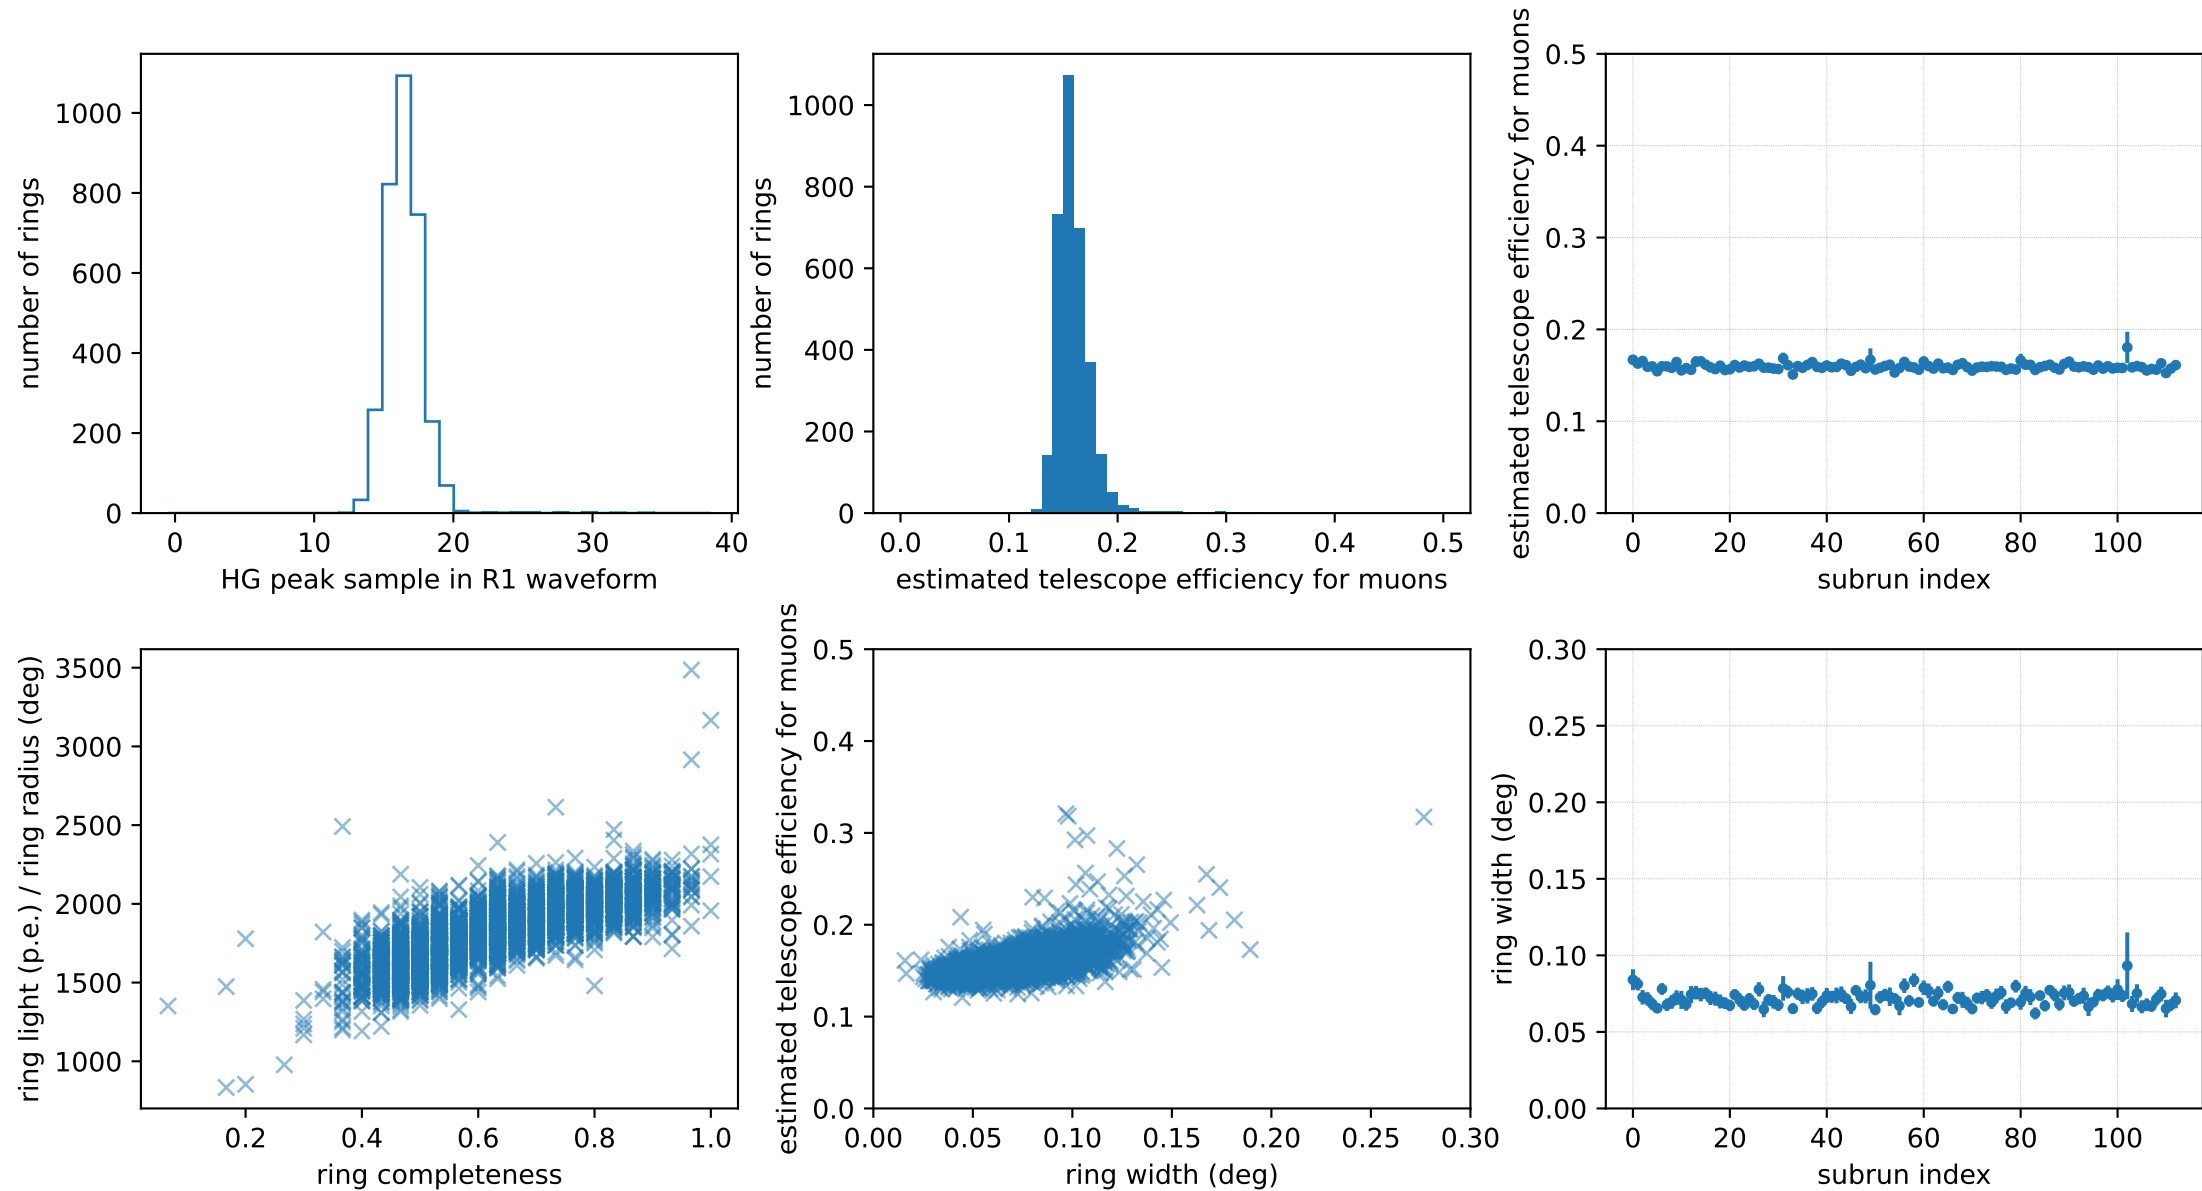 number of rings
1000
800
600
400
200
0
0 10 20 30 40
HG peak sample in R1 waveform
number of rings
1000
800
600
400
200
0
0.0 0.1 0.2 0.3 0.4 0.5
estimated telescope efficiency for muons
estimated telescope efficiency for muons
0.5
0.4
0.3
0.2
0.1
0.0
0 20 40 60 80 100
subrun index
ring light (p.e.) / ring radius (deg)
3500
3000
2500
2000
1500
1000
0.2 0.4 0.6 0.8 1.0
ring completeness
estimated telescope efficiency for muons
0.5
0.4
0.3
0.2
0.1
0.0
0.00 0.05 0.10 0.15 0.20 0.25 0.30
ring width (deg)
ring width (deg)
0.30
0.25
0.20
0.15
0.10
0.05
0.00
0 20 40 60 80 100
subrun index